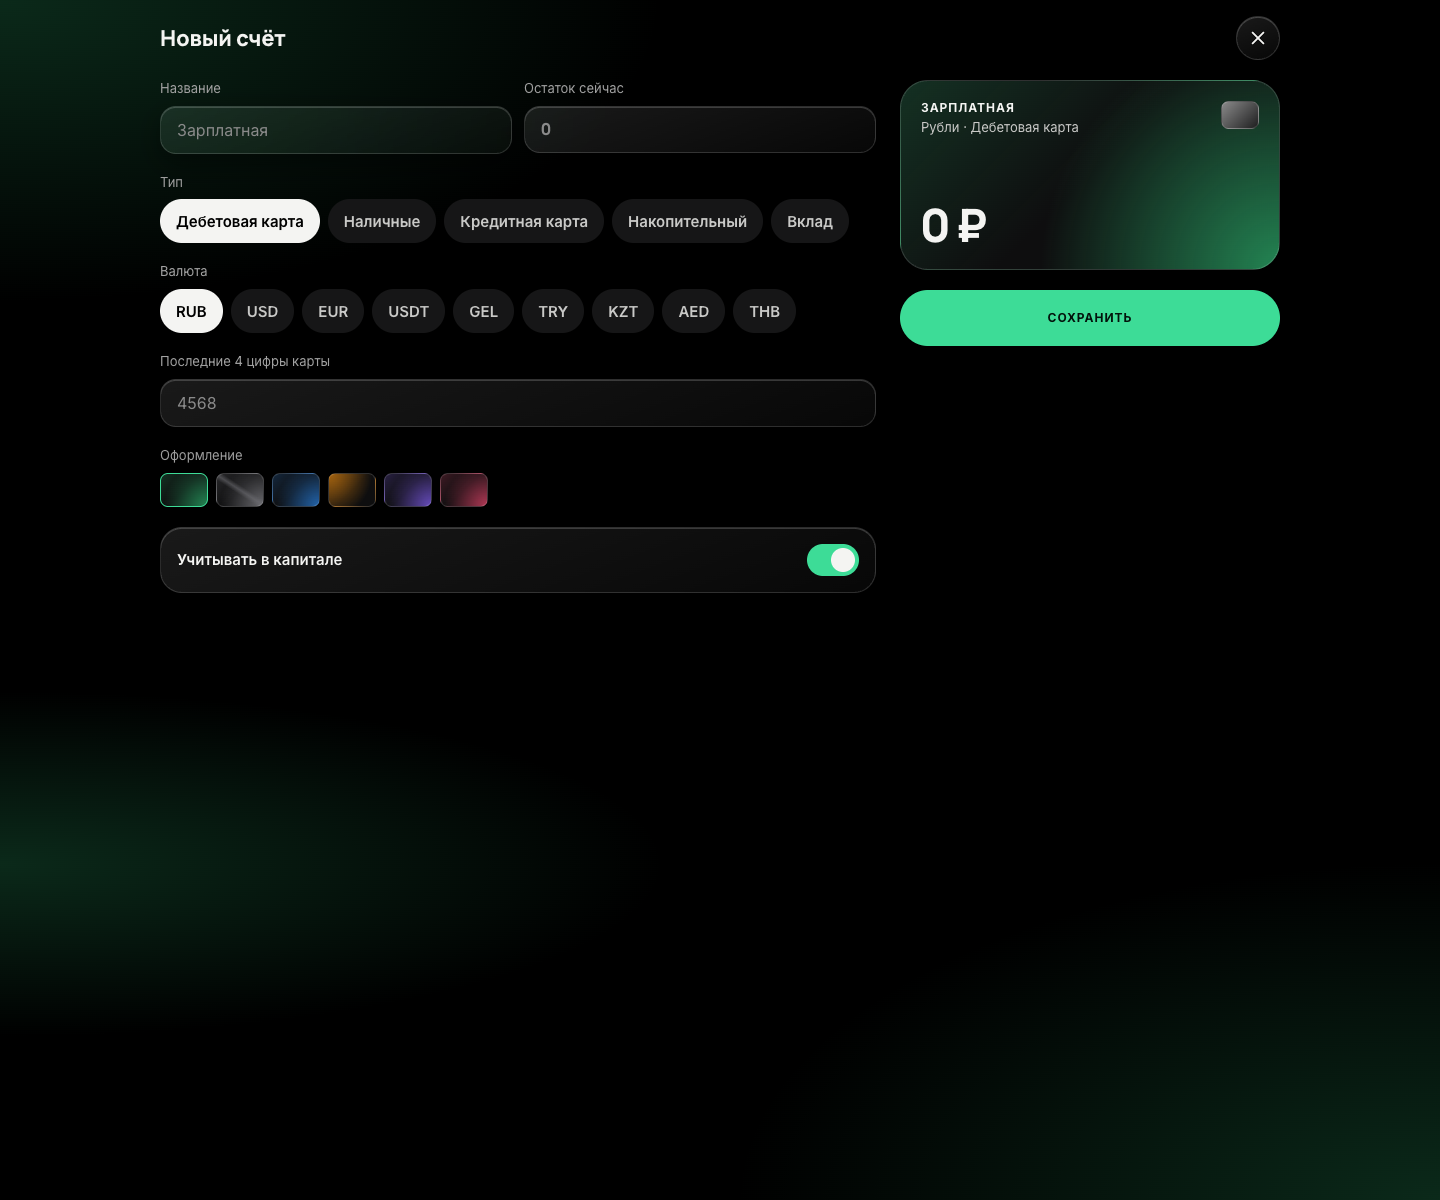 Новый счёт
Название
Остаток сейчас
Зарплатная
0
Тип
Дебетовая карта
Наличные
Кредитная карта
Накопительный
Вклад
Валюта
RUB
USD
EUR
USDT
GEL
TRY
KZT
AED
THB
Последние 4 цифры карты
4568
Оформление
Учитывать в капитале
ЗАРПЛАТНАЯ
Рубли · Дебетовая карта
0 ₽
СОХРАНИТЬ